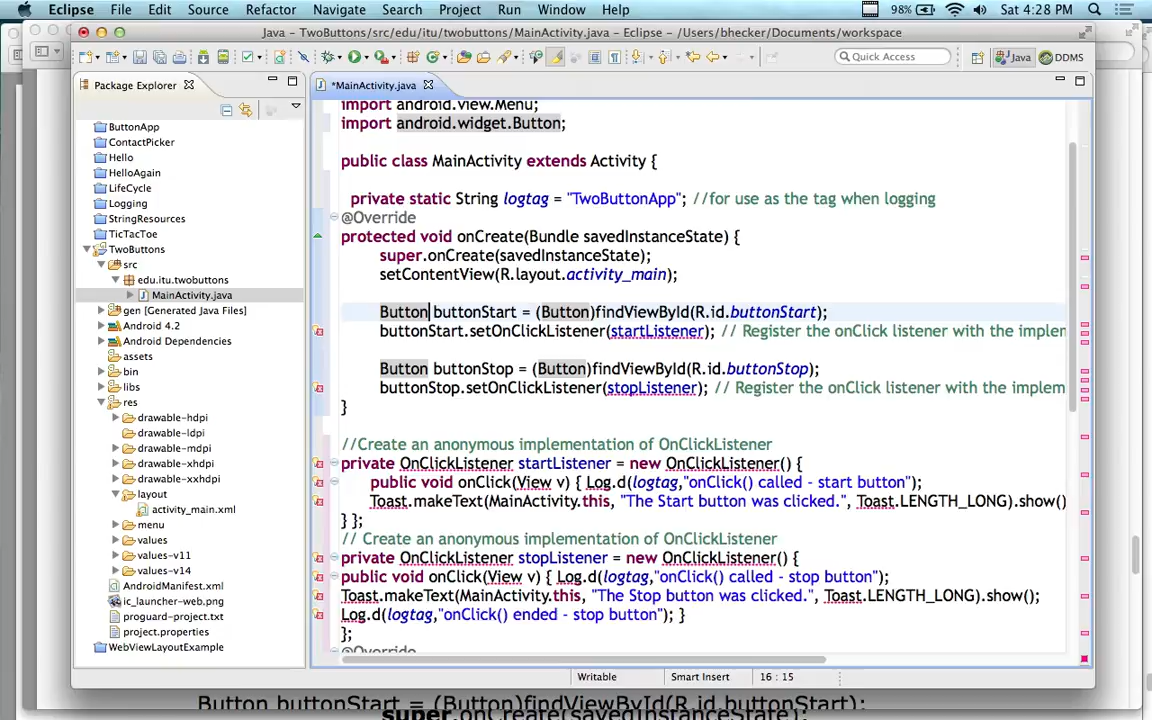 Eclipse File Edit Source Refactor Navigate Search Project Run Window Help 98% Sat 4:28 PM
Java - TwoButtons/src/edu/itu/twobuttons/MainActivity.java - Eclipse - /Users/bhecker/Documents/workspace
Quick Access Java DDMS
Package Explorer
*MainActivity.java
ButtonApp
ContactPicker
Hello
HelloAgain
LifeCycle
Logging
StringResources
TicTacToe
TwoButtons
src
edu.itu.twobuttons
MainActivity.java
gen [Generated Java Files]
Android 4.2
Android Dependencies
assets
bin
libs
res
drawable-hdpi
drawable-ldpi
drawable-mdpi
drawable-xhdpi
drawable-xxhdpi
layout
activity_main.xml
menu
values
values-v11
values-v14
AndroidManifest.xml
ic_launcher-web.png
proguard-project.txt
project.properties
WebViewLayoutExample
import android.view.Menu;
import android.widget.Button;
public class MainActivity extends Activity {
private static String logtag = "TwoButtonApp"; //for use as the tag when logging
@Override
protected void onCreate(Bundle savedInstanceState) {
super.onCreate(savedInstanceState);
setContentView(R.layout.activity_main);
Button buttonStart = (Button)findViewById(R.id.buttonStart);
buttonStart.setOnClickListener(startListener); // Register the onClick listener with the implem
Button buttonStop = (Button)findViewById(R.id.buttonStop);
buttonStop.setOnClickListener(stopListener); // Register the onClick listener with the implem
}
//Create an anonymous implementation of OnClickListener
private OnClickListener startListener = new OnClickListener() {
public void onClick(View v) { Log.d(logtag,"onClick() called - start button");
Toast.makeText(MainActivity.this, "The Start button was clicked.", Toast.LENGTH_LONG).show()
} };
// Create an anonymous implementation of OnClickListener
private OnClickListener stopListener = new OnClickListener() {
public void onClick(View v) { Log.d(logtag,"onClick() called - stop button");
Toast.makeText(MainActivity.this, "The Stop button was clicked.", Toast.LENGTH_LONG).show();
Log.d(logtag,"onClick() ended - stop button"); }
};
@Override
Writable Smart Insert 16 : 15
Button buttonStart = (Button)findViewById(R.id.buttonStart);
super.onCreate(savedInstanceState);